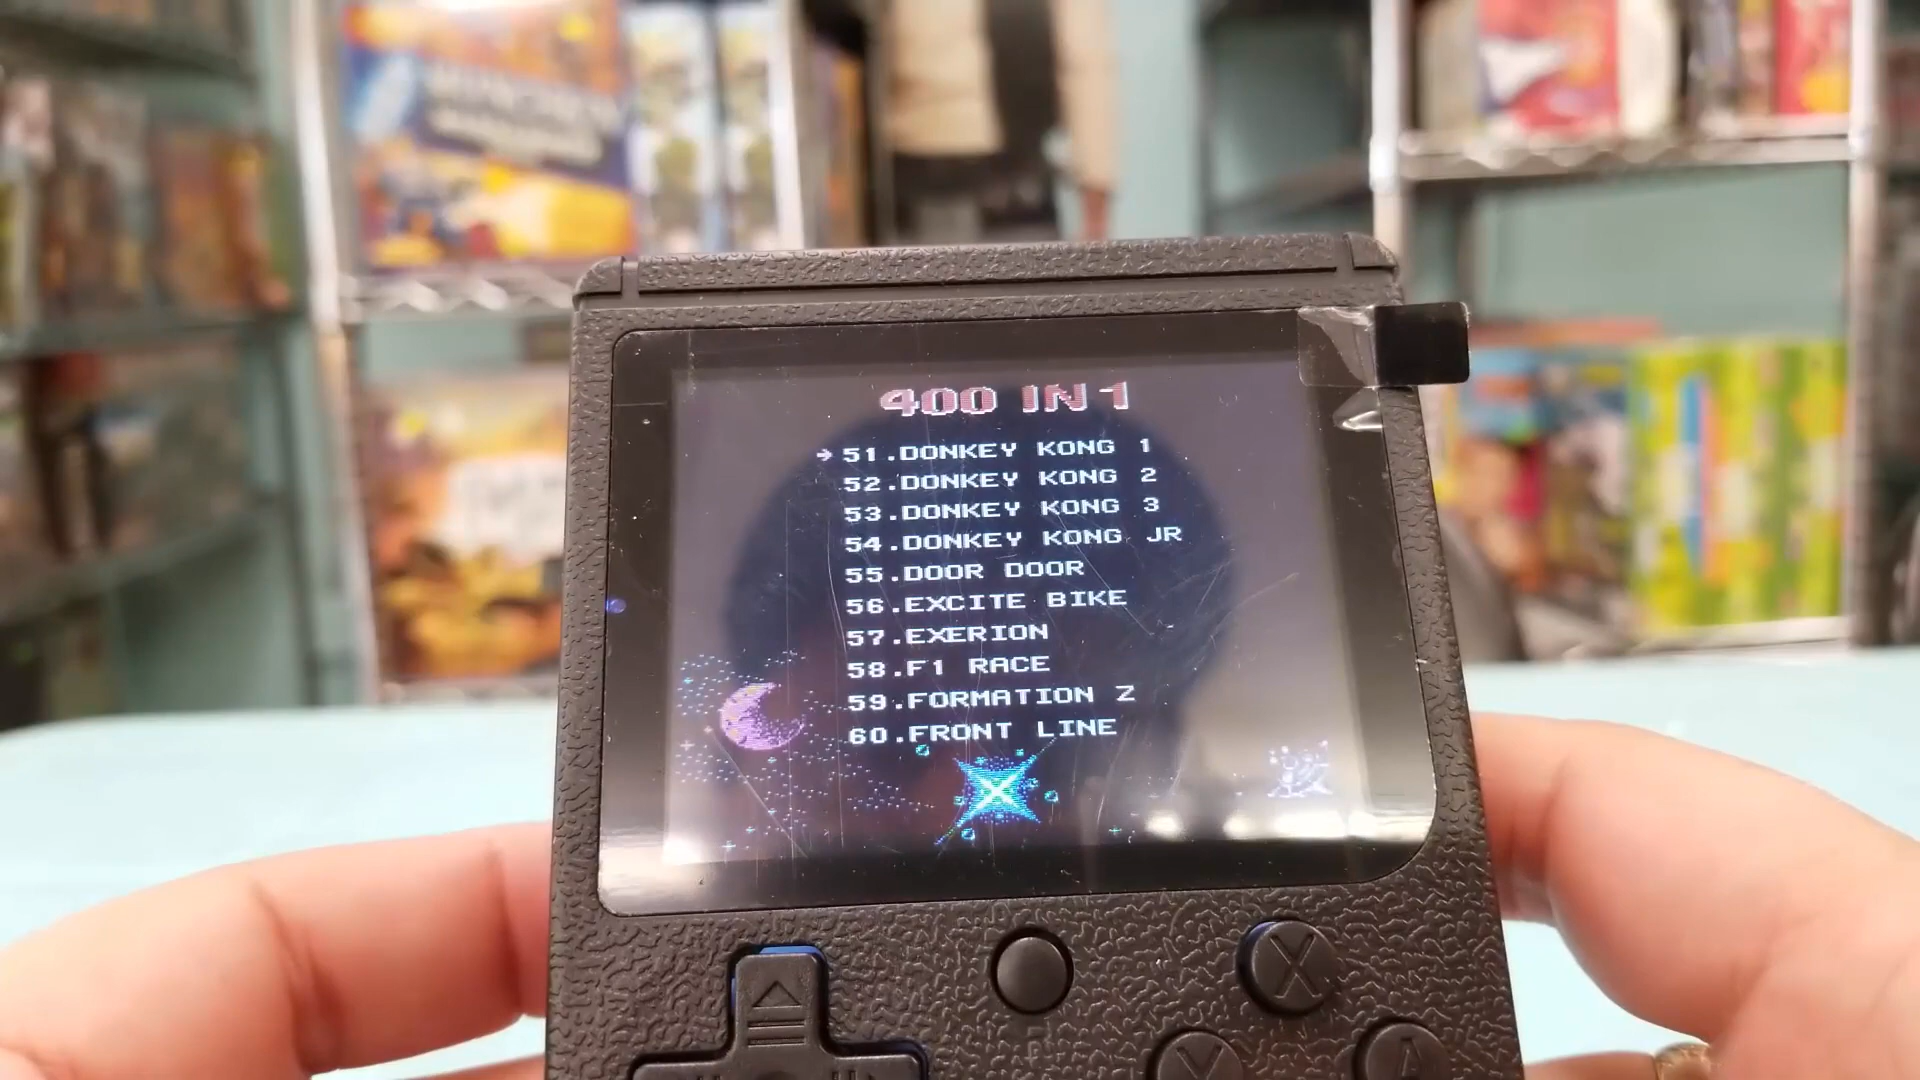 400 IN 1
→51.DONKEY KONG 1
52.DONKEY KONG 2
53.DONKEY KONG 3
54.DONKEY KONG JR
55.DOOR DOOR
56.EXCITE BIKE
57.EXERION
58.F1 RACE
59.FORMATION Z
60.FRONT LINE
X
Y
A